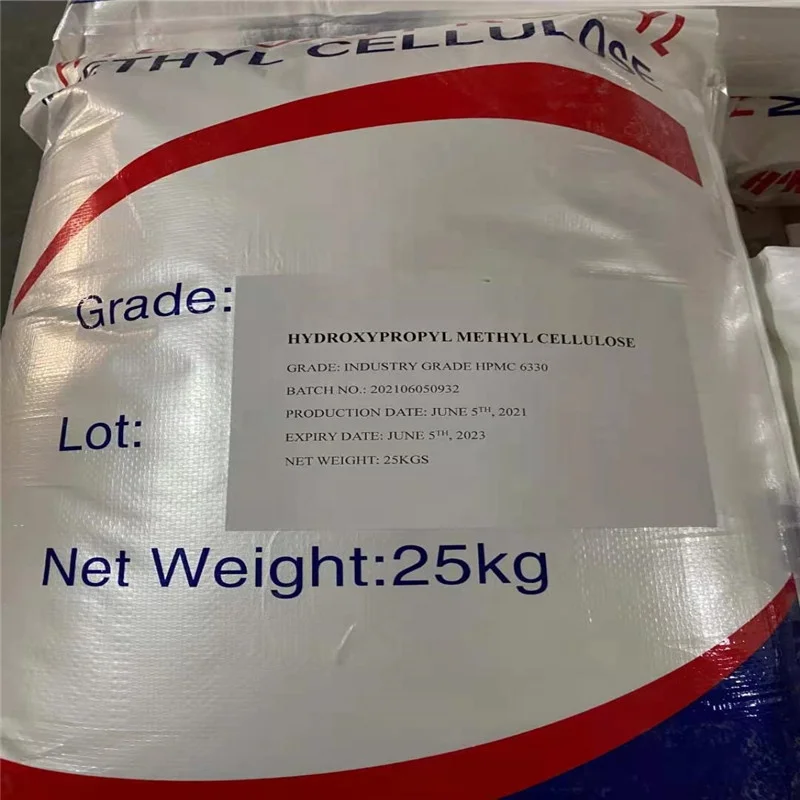 METHYL CELLULOSE
Grade:
HYDROXYPROPYL METHYL CELLULOSE
GRADE: INDUSTRY GRADE HPMC 6330
BATCH NO.: 202106050932
PRODUCTION DATE: JUNE 5TH, 2021
EXPIRY DATE: JUNE 5TH, 2023
NET WEIGHT: 25KGS
Lot:
Net Weight:25kg